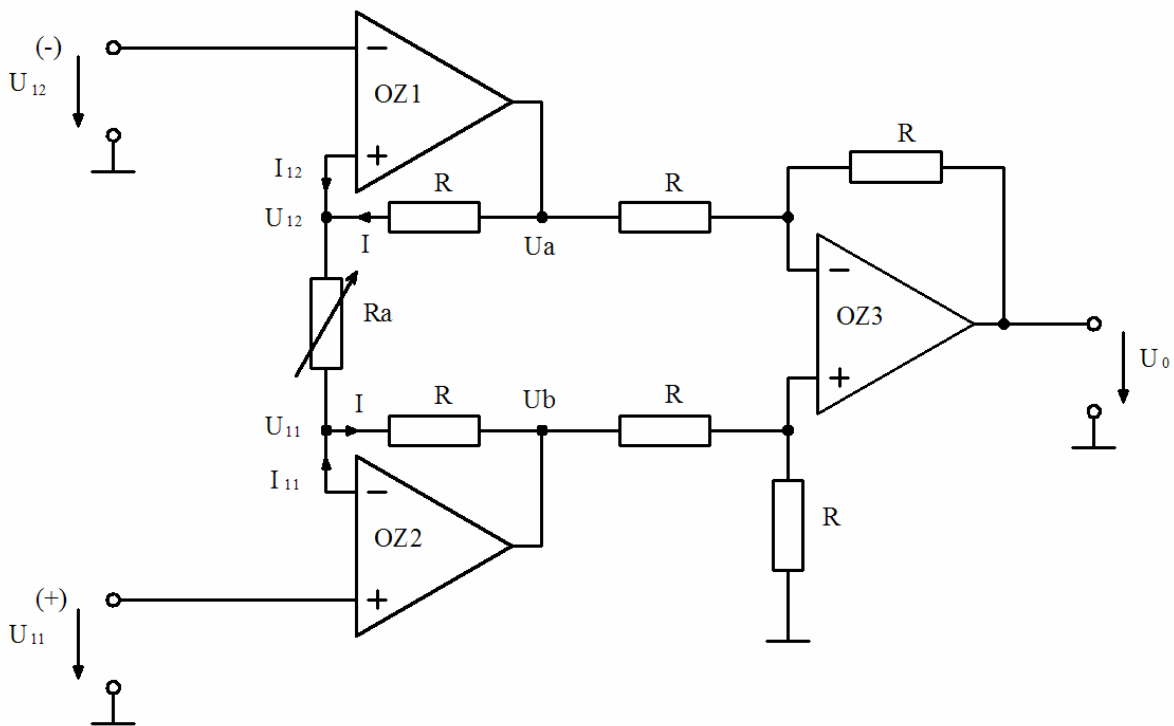 (-)
U12
−
OZ1
+
I12
R
R
R
U12
I
Ua
−
OZ3
+
Ra
U0
I
R
Ub
R
U11
I11
−
OZ2
R
+
(+)
U11